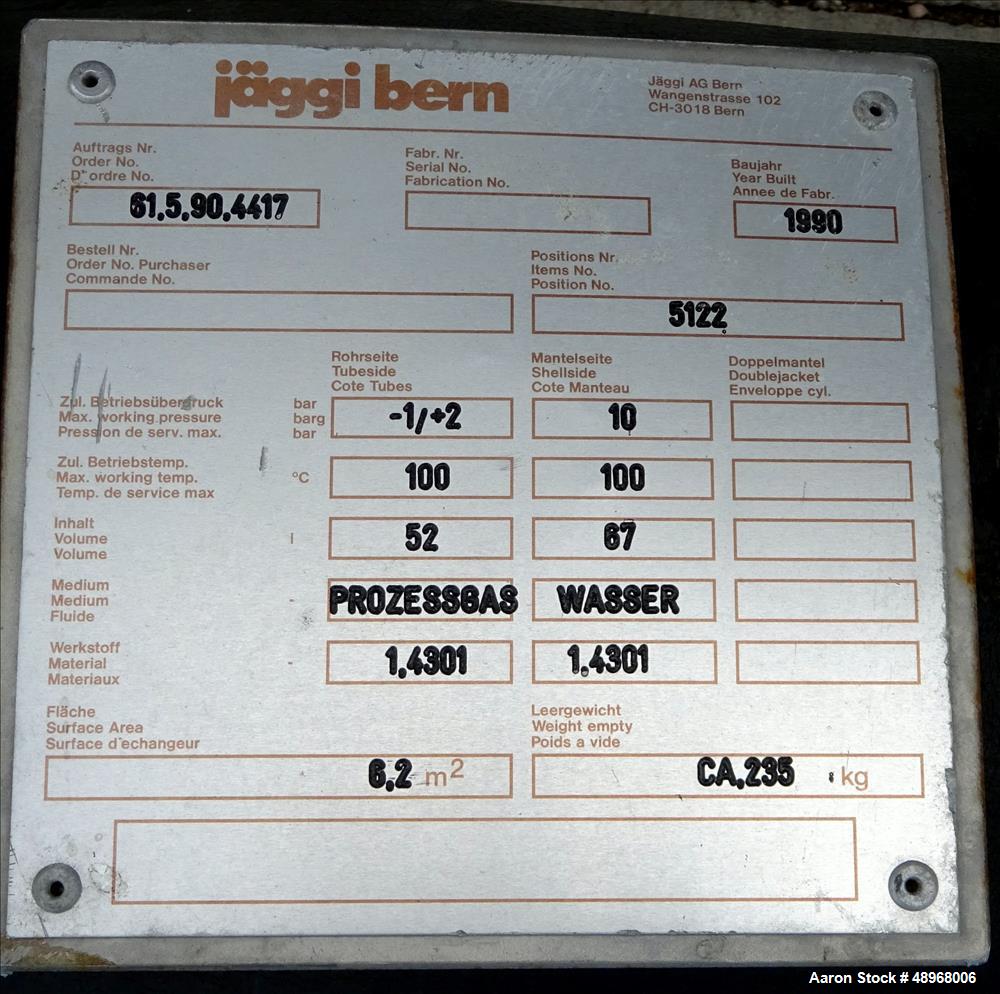 jäggi bern
Jäggi AG Bern
Wangenstrasse 102
CH-3018 Bern
Auftrags Nr.
Order No.
D'ordre No.
61.5.90.4417
Fabr. Nr.
Serial No.
Fabrication No.
Baujahr
Year Built
Annee de Fabr.
1990
Bestell Nr.
Order No. Purchaser
Commande No.
Positions Nr.
Items No.
Position No.
5122
Rohrseite
Tubeside
Cote Tubes
Mantelseite
Shellside
Cote Manteau
Doppelmantel
Doublejacket
Enveloppe cyl.
Zul. Betriebsüberdruck bar
Max. working pressure barg
Pression de serv. max. bar
-1/+2 10
Zul. Betriebstemp.
Max. working temp. °C
Temp. de service max
100 100
Inhalt
Volume l
Volume
52 67
Medium
Medium
Fluide
PROZESSGAS WASSER
Werkstoff
Material
Materiaux
1.4301 1.4301
Fläche
Surface Area
Surface d'echangeur
6,2 m²
Leergewicht
Weight empty
Poids a vide
CA.235 kg
Aaron Stock # 48968006